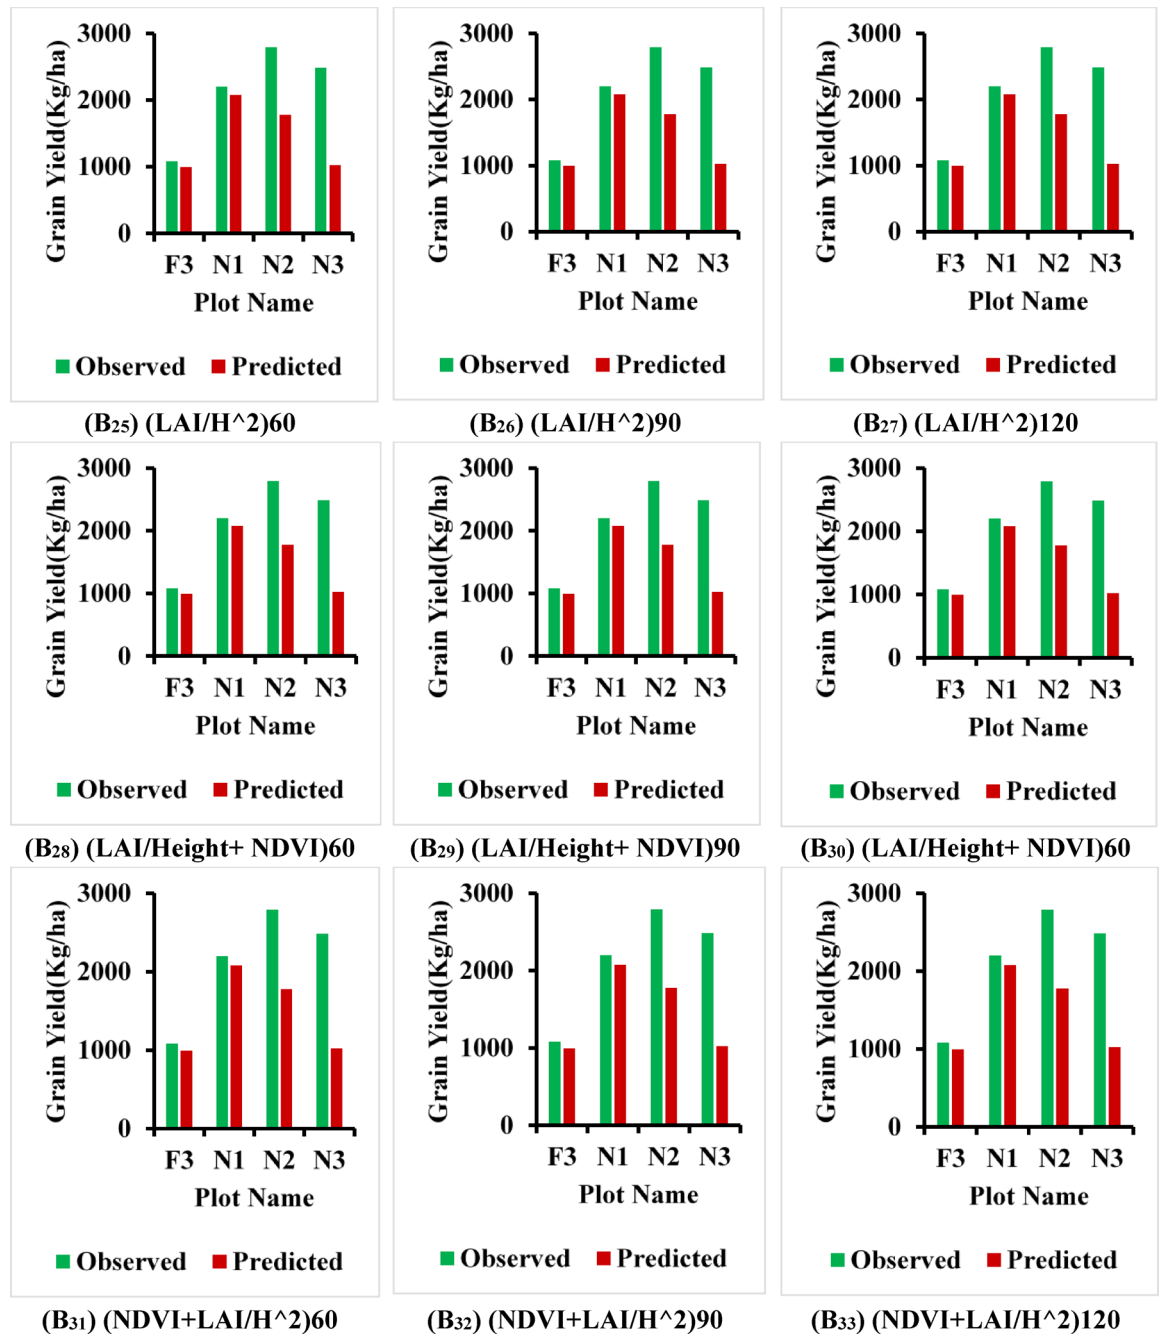 3000
2000
1000
0
Grain Yield(Kg/ha)
F3 N1 N2 N3
Plot Name
Observed Predicted
(B25) (LAI/H^2)60
3000
2000
1000
0
Grain Yield(Kg/ha)
F3 N1 N2 N3
Plot Name
Observed Predicted
(B26) (LAI/H^2)90
3000
2000
1000
0
Grain Yield(Kg/ha)
F3 N1 N2 N3
Plot Name
Observed Predicted
(B27) (LAI/H^2)120
3000
2000
1000
0
Grain Yield(Kg/ha)
F3 N1 N2 N3
Plot Name
Observed Predicted
(B28) (LAI/Height+ NDVI)60
3000
2000
1000
0
Grain Yield(Kg/ha)
F3 N1 N2 N3
Plot Name
Observed Predicted
(B29) (LAI/Height+ NDVI)90
3000
2000
1000
0
Grain Yield(Kg/ha)
F3 N1 N2 N3
Plot Name
Observed Predicted
(B30) (LAI/Height+ NDVI)60
3000
2000
1000
0
Grain Yield(Kg/ha)
F3 N1 N2 N3
Plot Name
Observed Predicted
(B31) (NDVI+LAI/H^2)60
3000
2000
1000
0
Grain Yield(Kg/ha)
F3 N1 N2 N3
Plot Name
Observed Predicted
(B32) (NDVI+LAI/H^2)90
3000
2000
1000
0
Grain Yield(Kg/ha)
F3 N1 N2 N3
Plot Name
Observed Predicted
(B33) (NDVI+LAI/H^2)120